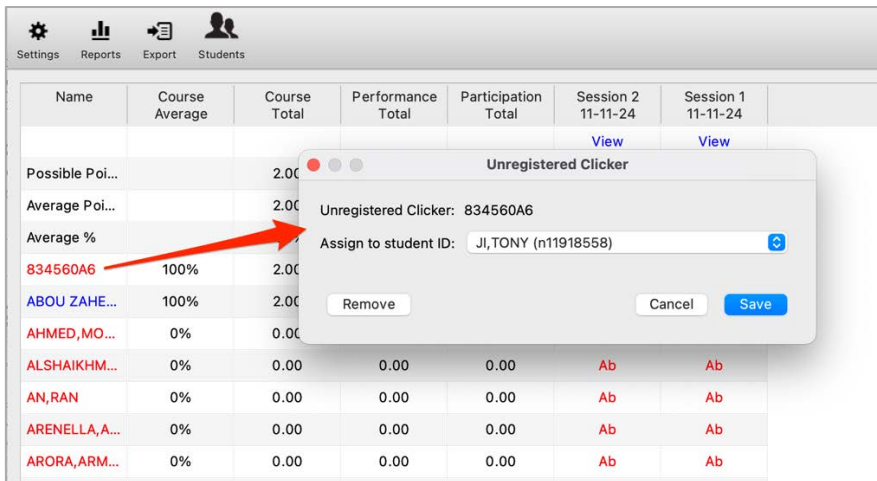 Settings Reports Export Students
Name Course Average Course Total Performance Total Participation Total Session 2 11-11-24 Session 1 11-11-24
View View
Unregistered Clicker
Unregistered Clicker: 834560A6
Assign to student ID: JI,TONY (n11918558)
Remove Cancel Save
Possible Poi... 2.00
Average Poi... 2.00
Average %
834560A6 100% 2.00
ABOU ZAHE... 100% 2.00
AHMED,MO... 0% 0.00
ALSHAIKHM... 0% 0.00 0.00 0.00 Ab Ab
AN,RAN 0% 0.00 0.00 0.00 Ab Ab
ARENELLA,A... 0% 0.00 0.00 0.00 Ab Ab
ARORA,ARM... 0% 0.00 0.00 0.00 Ab Ab